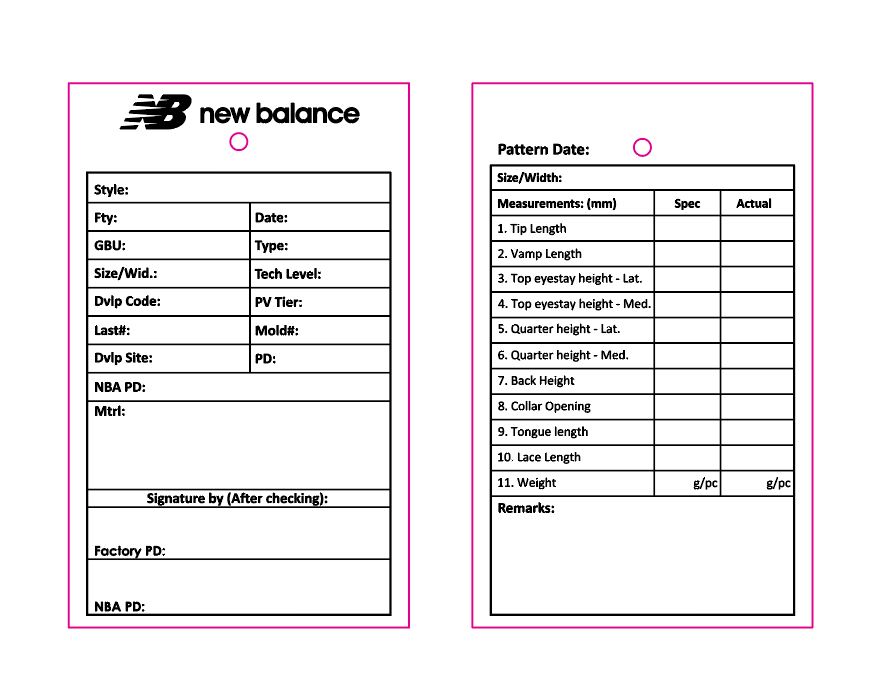 NB new balance
Style:
Fty: Date:
GBU: Type:
Size/Wid.: Tech Level:
Dvlp Code: PV Tier:
Last#: Mold#:
Dvlp Site: PD:
NBA PD:
Mtrl:
Signature by (After checking):
Factory PD:
NBA PD:
Pattern Date:
Size/Width:
Measurements: (mm) Spec Actual
1. Tip Length
2. Vamp Length
3. Top eyestay height - Lat.
4. Top eyestay height - Med.
5. Quarter height - Lat.
6. Quarter height - Med.
7. Back Height
8. Collar Opening
9. Tongue length
10. Lace Length
11. Weight g/pc g/pc
Remarks: